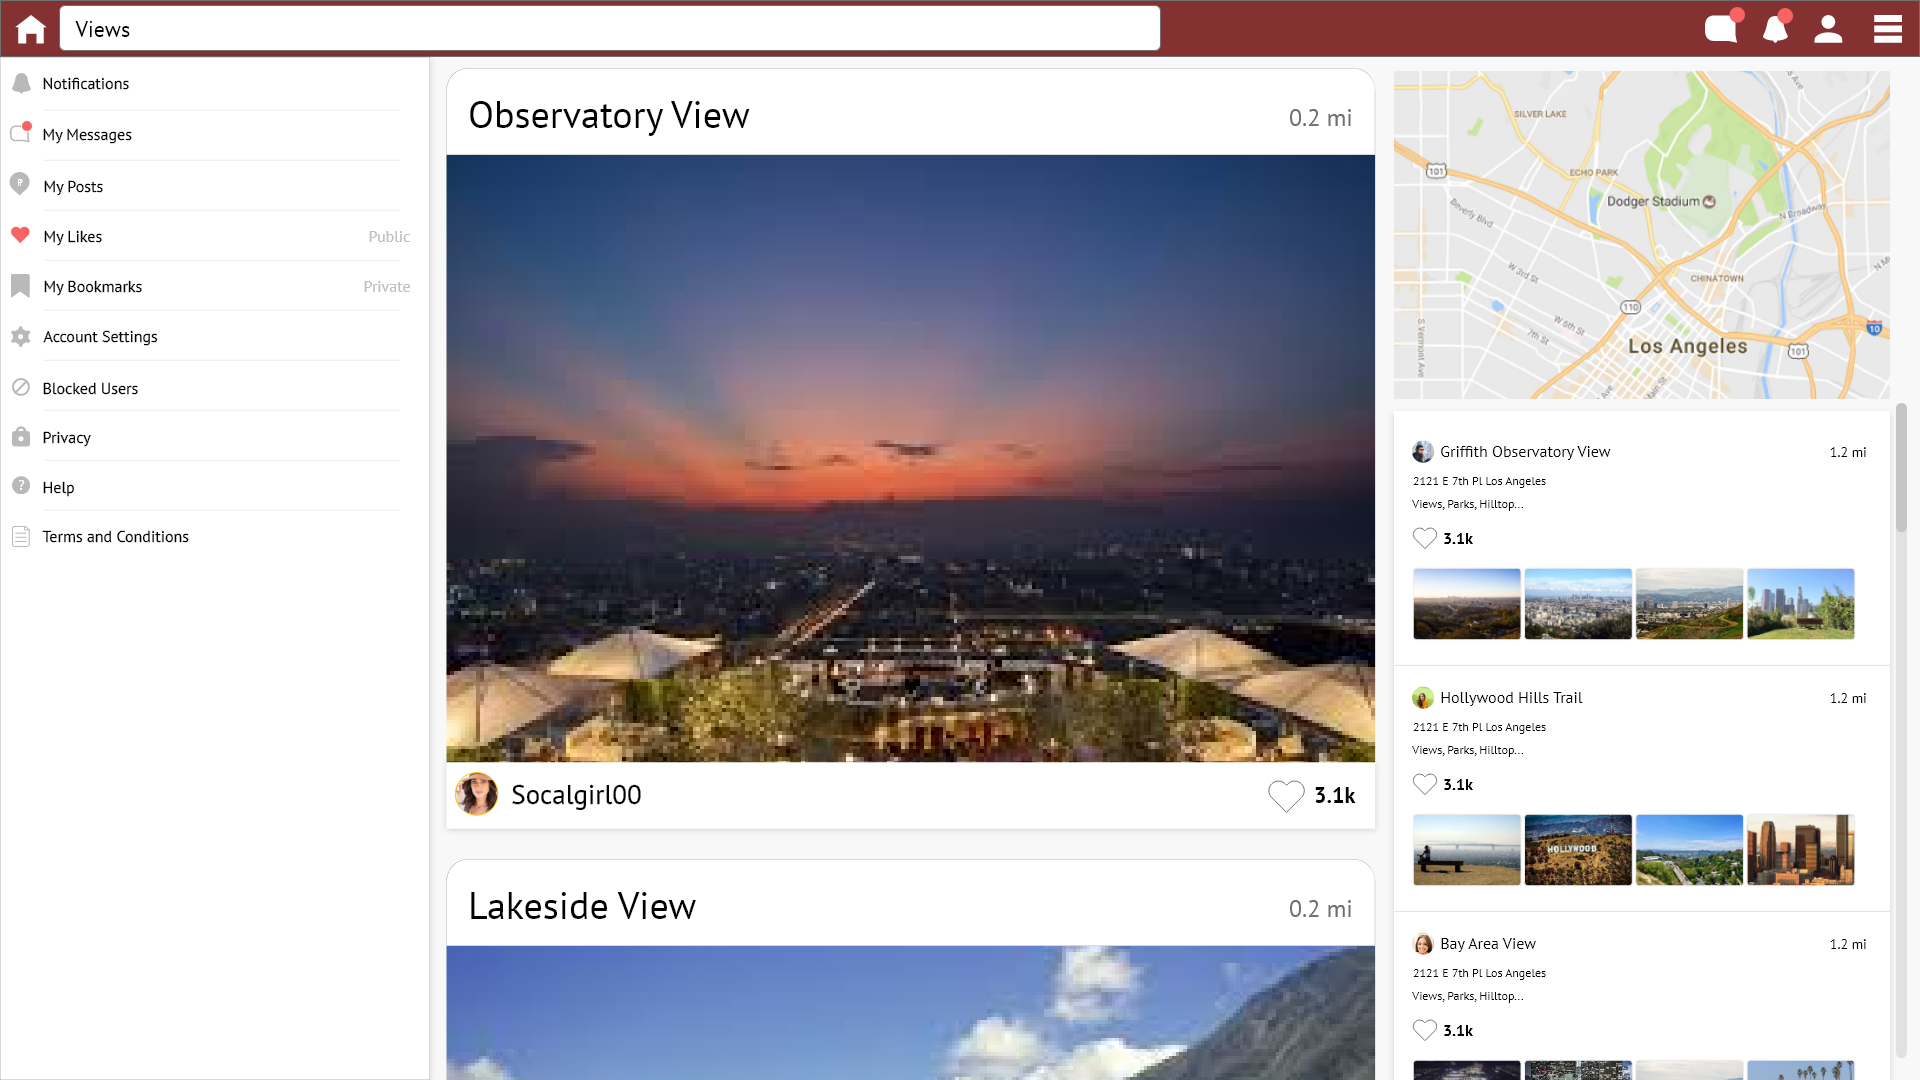 Views
Notifications
My Messages
My Posts
My Likes Public
My Bookmarks Private
Account Settings
Blocked Users
Privacy
Help
Terms and Conditions
Observatory View 0.2 mi
Socalgirl00 3.1k
Lakeside View 0.2 mi
SILVER LAKE
101
ECHO PARK
Dodger Stadium
Beverly Blvd
N Broadway
W 3rd St
CHINATOWN
N M
110
W 6th St
7th St
S Vermont Ave
10
Los Angeles
101
Main St
Griffith Observatory View 1.2 mi
2121 E 7th Pl Los Angeles
Views, Parks, Hilltop...
3.1k
Hollywood Hills Trail 1.2 mi
2121 E 7th Pl Los Angeles
Views, Parks, Hilltop...
3.1k
HOLLYWOOD
Bay Area View 1.2 mi
2121 E 7th Pl Los Angeles
Views, Parks, Hilltop...
3.1k